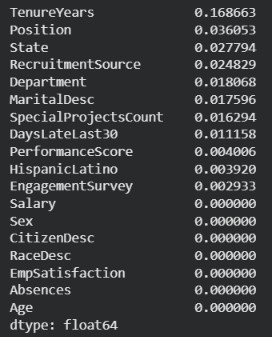 TenureYears 0.168663
Position 0.036053
State 0.027794
RecruitmentSource 0.024829
Department 0.018068
MaritalDesc 0.017596
SpecialProjectsCount 0.016294
DaysLateLast30 0.011158
PerformanceScore 0.004006
HispanicLatino 0.003920
EngagementSurvey 0.002933
Salary 0.000000
Sex 0.000000
CitizenDesc 0.000000
RaceDesc 0.000000
EmpSatisfaction 0.000000
Absences 0.000000
Age 0.000000
dtype: float64